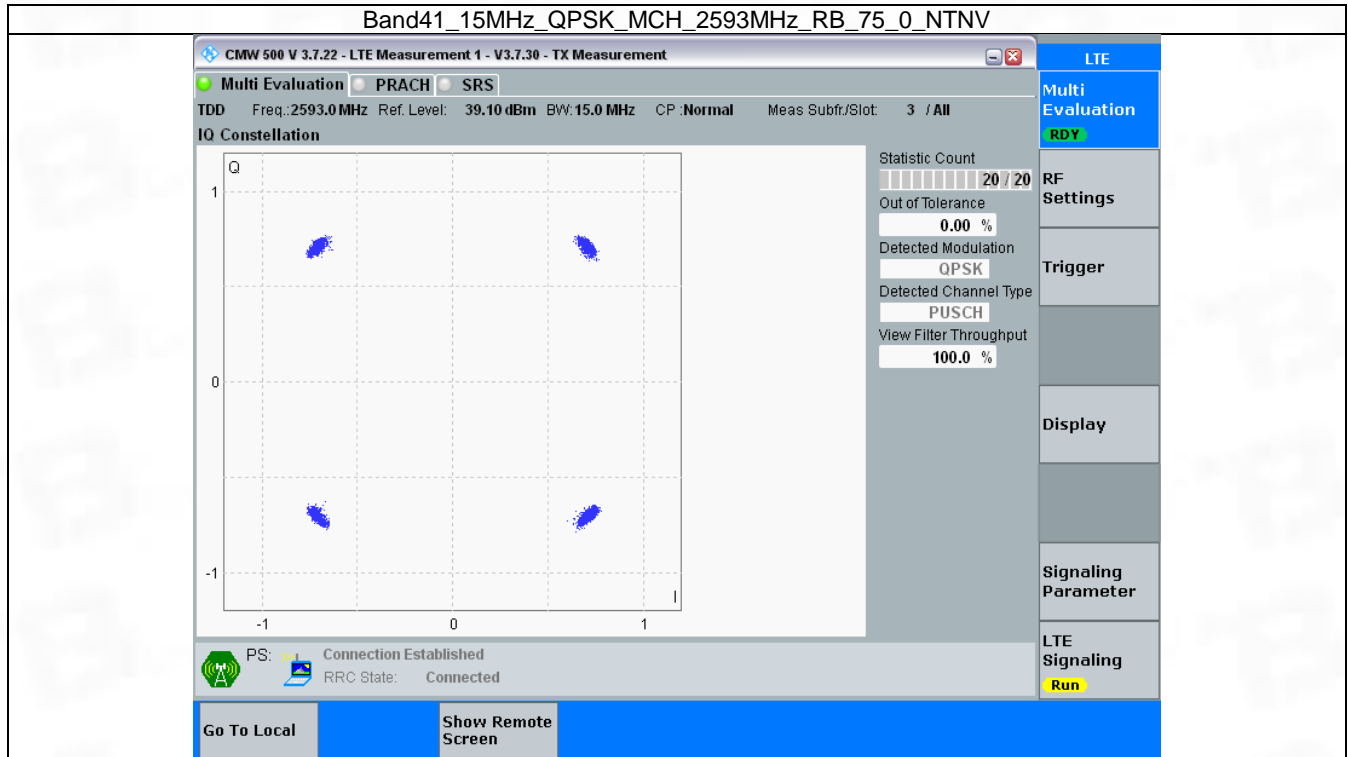 Band41_15MHz_QPSK_MCH_2593MHz_RB_75_0_NTNV
CMW 500 V 3.7.22 - LTE Measurement 1 - V3.7.30 - TX Measurement
LTE
Multi Evaluation PRACH SRS
Multi
Evaluation
RDY
TDD Freq.:2593.0 MHz Ref. Level: 39.10 dBm BW:15.0 MHz CP :Normal Meas Subfr./Slot: 3 / All
IQ Constellation
Q
1
0
-1
I
-1 0 1
Statistic Count
20 / 20
Out of Tolerance
0.00 %
Detected Modulation
QPSK
Detected Channel Type
PUSCH
View Filter Throughput
100.0 %
RF
Settings
Trigger
Display
Signaling
Parameter
LTE
Signaling
Run
PS: Connection Established
RRC State: Connected
Go To Local
Show Remote
Screen